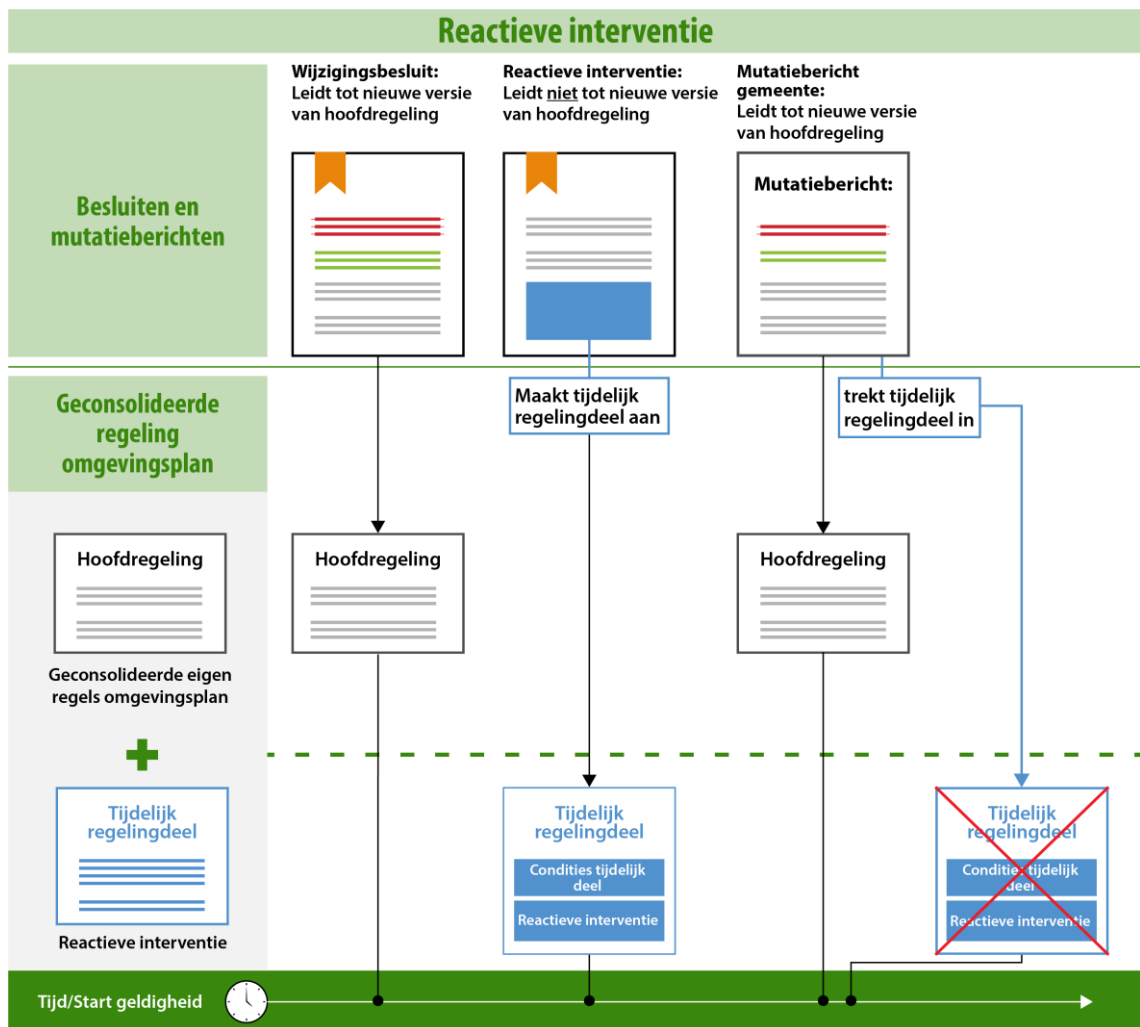 Reactieve interventie
Wijzigingsbesluit:
Leidt tot nieuwe versie
van hoofdregeling
Reactieve interventie:
Leidt niet tot nieuwe versie
van hoofdregeling
Mutatiebericht
gemeente:
Leidt tot nieuwe versie
van hoofdregeling
Besluiten en
mutatieberichten
Mutatiebericht:
Geconsolideerde
regeling
omgevingsplan
Maakt tijdelijk
regelingdeel aan
trekt tijdelijk
regelingdeel in
Hoofdregeling
Hoofdregeling
Hoofdregeling
Geconsolideerde eigen
regels omgevingsplan
Tijdelijk
regelingdeel
Reactieve interventie
Tijdelijk
regelingdeel
Condities tijdelijk
deel
Reactieve interventie
Tijdelijk
regelingdeel
Condities tijdelijk
deel
Reactieve interventie
Tijd/Start geldigheid